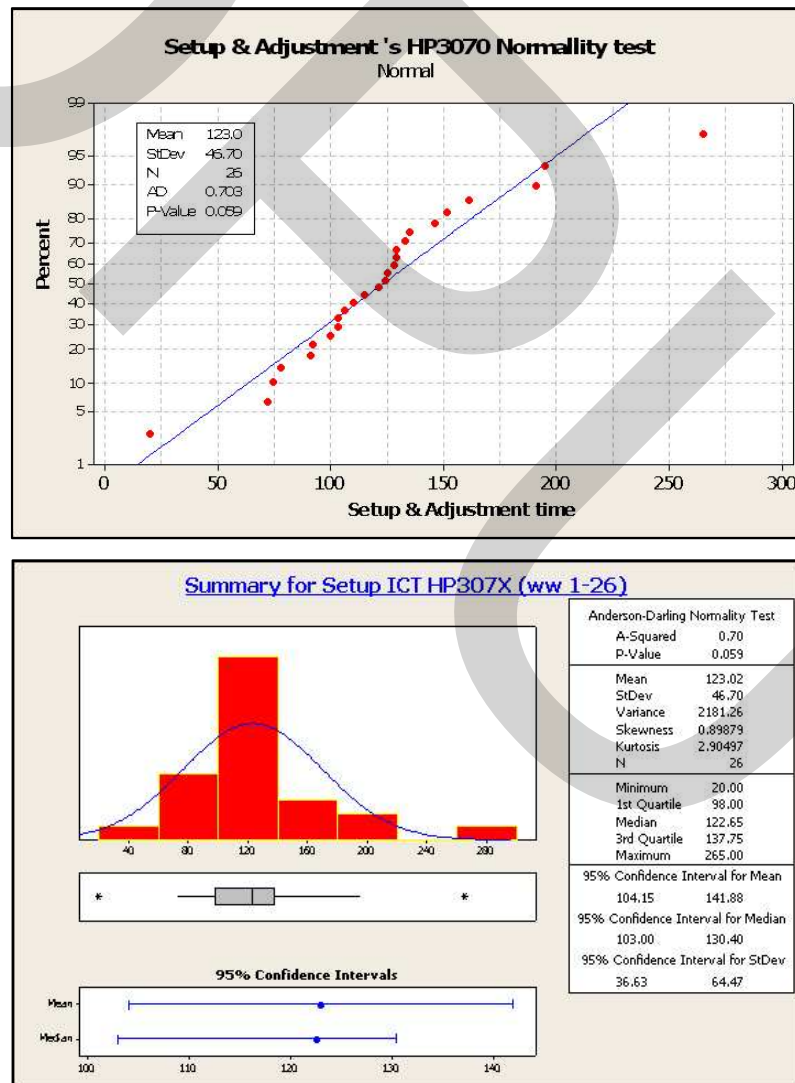 Setup & Adjustment 's HP3070 Normallity test
Normal
Mean 123.0
StDev 46.70
N 26
AD 0.703
P-Value 0.059
Percent
99
95
90
80
70
60
50
40
30
20
10
5
1
0 50 100 150 200 250 300
Setup & Adjustment time
Summary for Setup ICT HP307X (ww 1-26)
40 80 120 160 200 240 280
95% Confidence Intervals
Mean
Median
100 110 120 130 140
Anderson-Darling Normality Test
A-Squared 0.70
P-Value 0.059
Mean 123.02
StDev 46.70
Variance 2181.26
Skewness 0.89879
Kurtosis 2.90497
N 26
Minimum 20.00
1st Quartile 98.00
Median 122.65
3rd Quartile 137.75
Maximum 265.00
95% Confidence Interval for Mean
104.15 141.88
95% Confidence Interval for Median
103.00 130.40
95% Confidence Interval for StDev
36.63 64.47